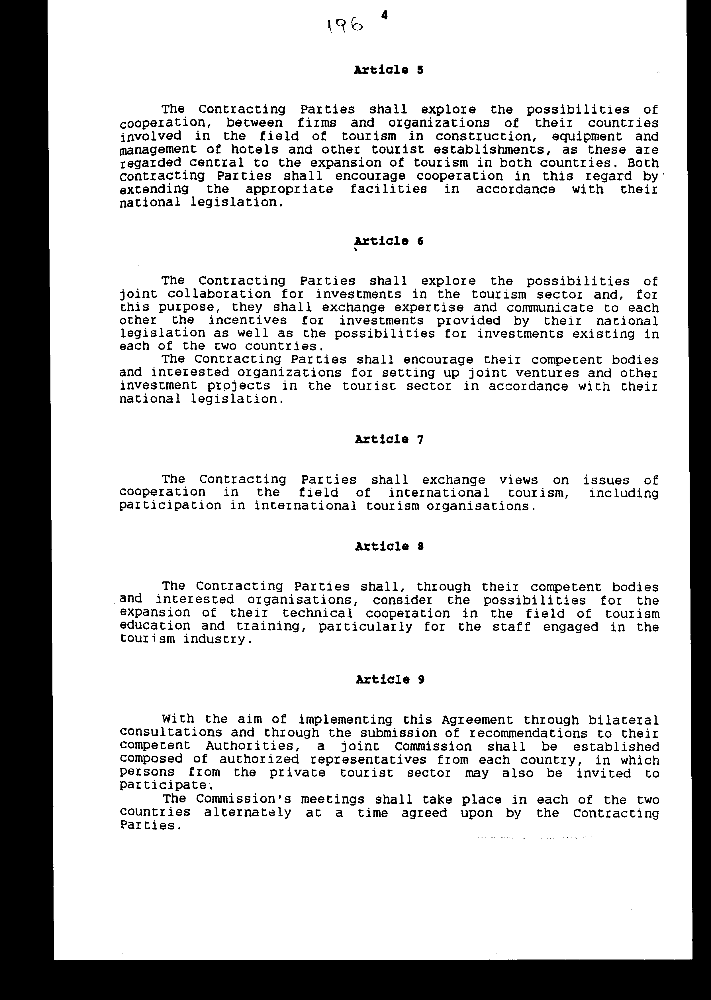 4
196
Article 5
The Contracting Parties shall explore the possibilities of
cooperation, between firms and organizations of their countries
involved in the field of tourism in construction, equipment and
management of hotels and other tourist establishments, as these are
regarded central to the expansion of tourism in both countries. Both
Contracting Parties shall encourage cooperation in this regard by
extending the appropriate facilities in accordance with their
national legislation.
Article 6
The Contracting Parties shall explore the possibilities of
joint collaboration for investments in the tourism sector and, for
this purpose, they shall exchange expertise and communicate to each
other the incentives for investments provided by their national
legislation as well as the possibilities for investments existing in
each of the two countries.
The Contracting Parties shall encourage their competent bodies
and interested organizations for setting up joint ventures and other
investment projects in the tourist sector in accordance with their
national legislation.
Article 7
The Contracting Parties shall exchange views on issues of
cooperation in the field of international tourism, including
participation in international tourism organisations.
Article 8
The Contracting Parties shall, through their competent bodies
and interested organisations, consider the possibilities for the
expansion of their technical cooperation in the field of tourism
education and training, particularly for the staff engaged in the
tourism industry.
Article 9
With the aim of implementing this Agreement through bilateral
consultations and through the submission of recommendations to their
competent Authorities, a joint Commission shall be established
composed of authorized representatives from each country, in which
persons from the private tourist sector may also be invited to
participate.
The Commission's meetings shall take place in each of the two
countries alternately at a time agreed upon by the Contracting
Parties.